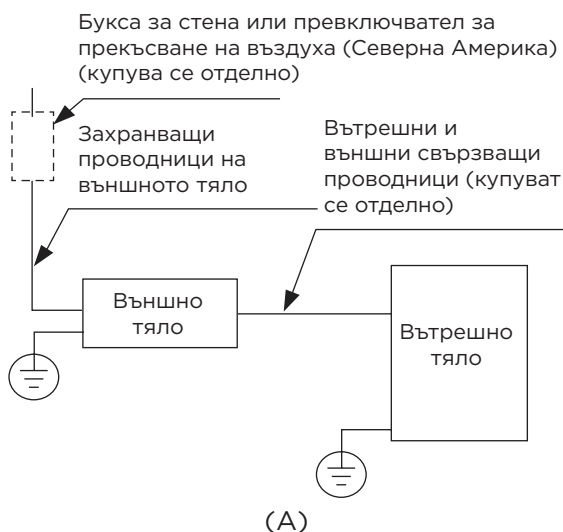 Букса за стена или превключвател за
прекъсване на въздуха (Северна Америка)
(купува се отделно)
Захранващи
проводници на
външното тяло
Вътрешни и
външни свързващи
проводници (купуват
се отделно)
Външно
тяло
Вътрешно
тяло
(A)